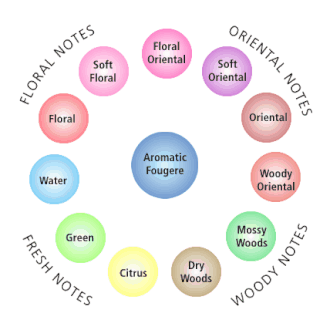 FLORAL NOTES
ORIENTAL NOTES
Floral
Oriental
Soft
Floral
Soft
Oriental
Floral
Oriental
Aromatic
Fougere
Water
Woody
Oriental
Green
Mossy
Woods
Citrus
Dry
Woods
FRESH NOTES
WOODY NOTES